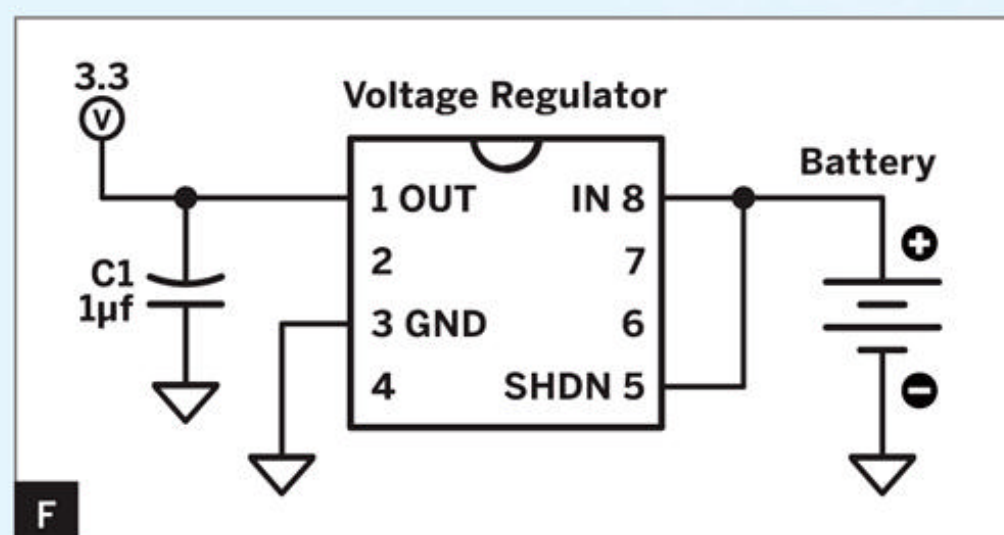 3.3
V
Voltage Regulator
Battery
1 OUT
IN 8
2
7
C1
1µf
3 GND
6
4
SHDN 5
F